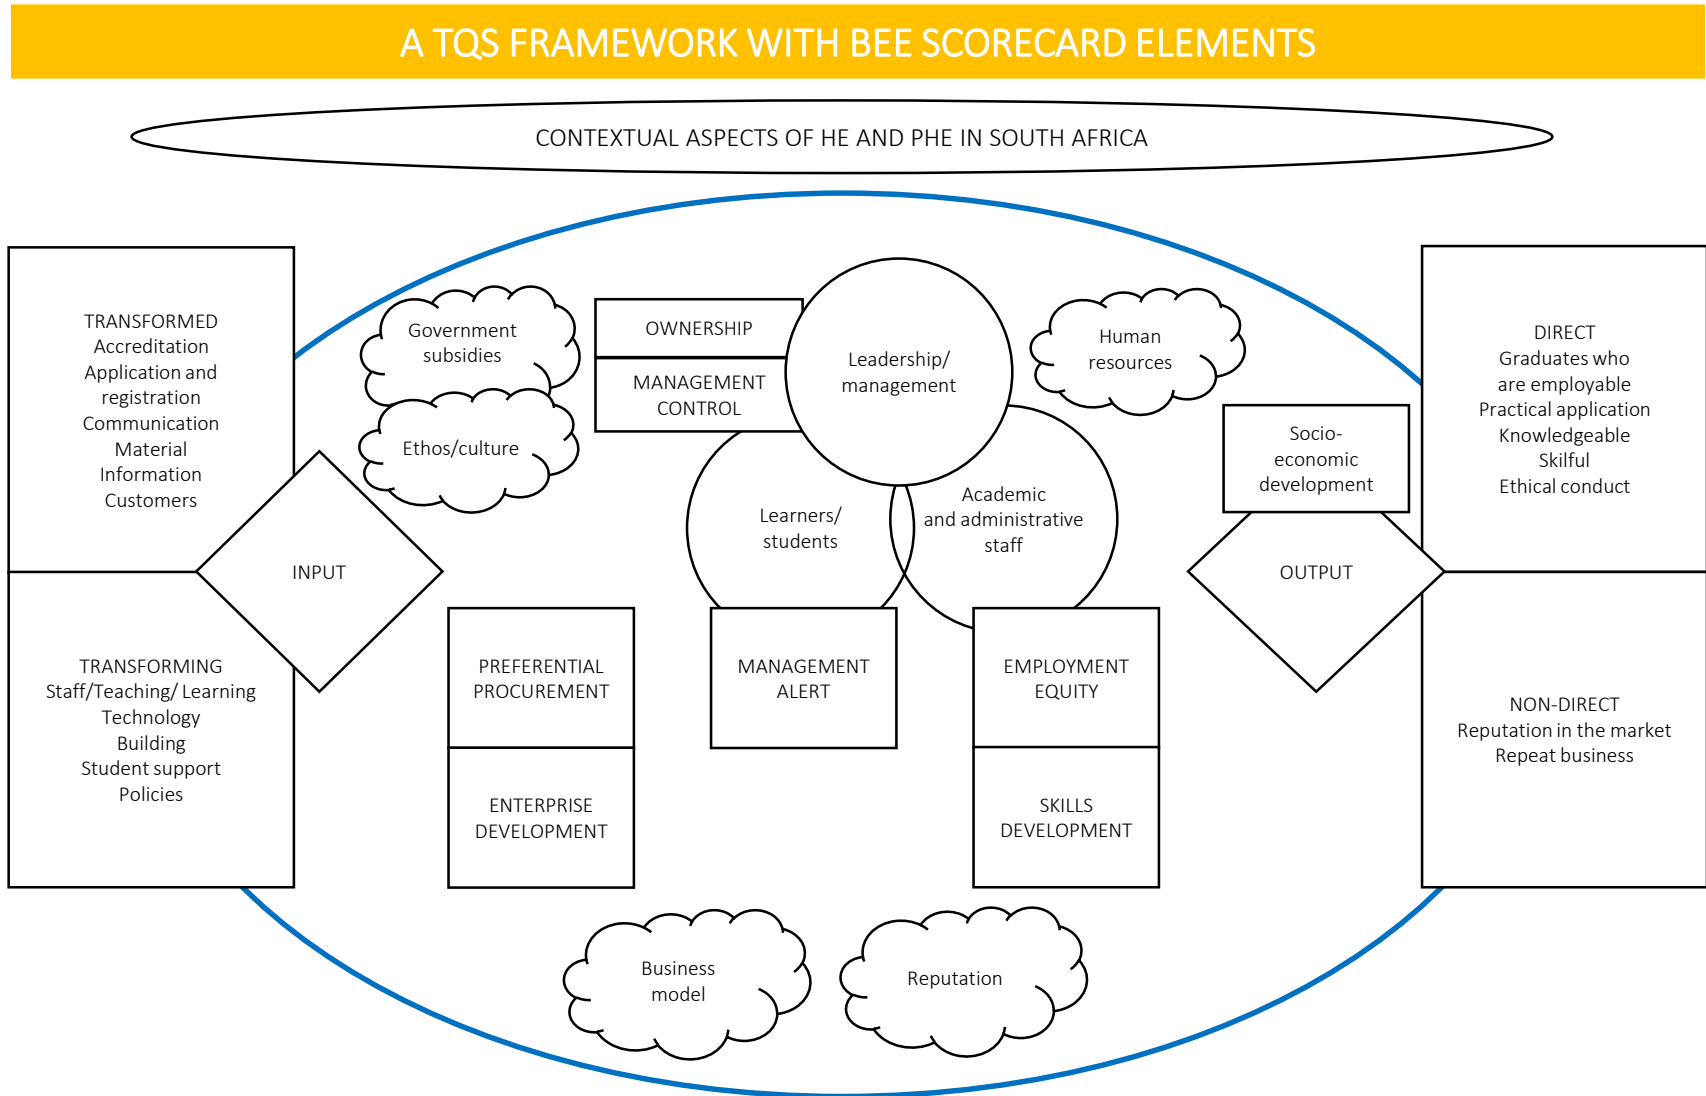 A TQS FRAMEWORK WITH BEE SCORECARD ELEMENTS
CONTEXTUAL ASPECTS OF HE AND PHE IN SOUTH AFRICA
TRANSFORMED
Accreditation
Application and
registration
Communication
Material
Information
Customers
INPUT
TRANSFORMING
Staff/Teaching/ Learning
Technology
Building
Student support
Policies
Government
subsidies
Ethos/culture
OWNERSHIP
MANAGEMENT
CONTROL
Leadership/
management
Human
resources
Learners/
students
Academic
and administrative
staff
PREFERENTIAL
PROCUREMENT
ENTERPRISE
DEVELOPMENT
MANAGEMENT
ALERT
EMPLOYMENT
EQUITY
SKILLS
DEVELOPMENT
Business
model
Reputation
Socio-
economic
development
OUTPUT
DIRECT
Graduates who
are employable
Practical application
Knowledgeable
Skilful
Ethical conduct
NON-DIRECT
Reputation in the market
Repeat business